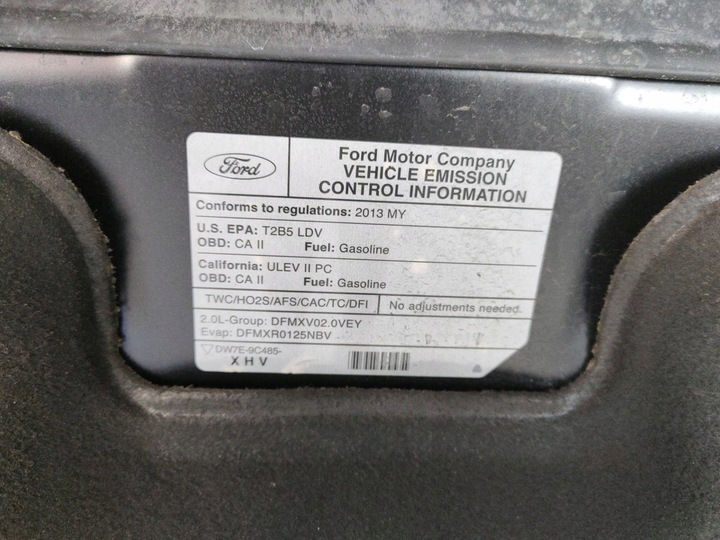 Ford
Ford Motor Company
VEHICLE EMISSION
CONTROL INFORMATION
Conforms to regulations: 2013 MY
U.S. EPA: T2B5 LDV
OBD: CA II Fuel: Gasoline
California: ULEV II PC
OBD: CA II Fuel: Gasoline
TWC/HO2S/AFS/CAC/TC/DFI No adjustments needed.
2.0L-Group: DFMXV02.0VEY
Evap: DFMXR0125NBV
DW7E-9C485-
X H V